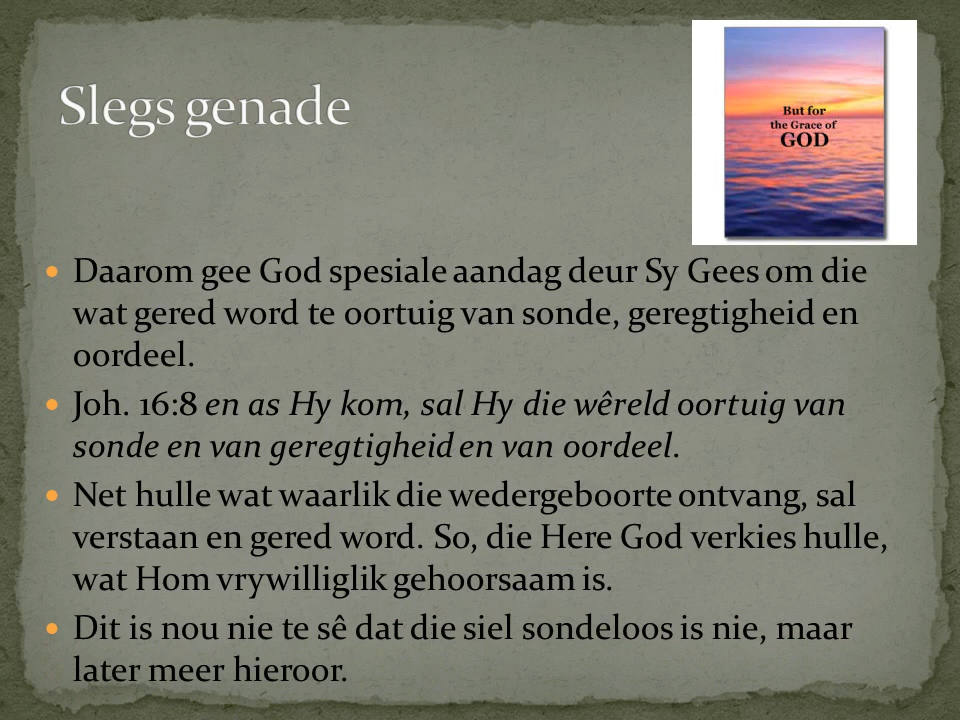 Slegs genade
But for
the Grace of
GOD
• Daarom gee God spesiale aandag deur Sy Gees om die
wat gered word te oortuig van sonde, geregtigheid en
oordeel.
• Joh. 16:8 en as Hy kom, sal Hy die wêreld oortuig van
sonde en van geregtigheid en van oordeel.
• Net hulle wat waarlik die wedergeboorte ontvang, sal
verstaan en gered word. So, die Here God verkies hulle,
wat Hom vrywilliglik gehoorsaam is.
• Dit is nou nie te sê dat die siel sondeloos is nie, maar
later meer hieroor.